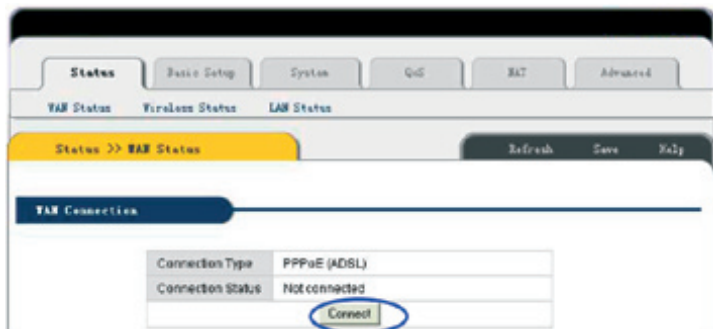 Status Basic Setup System QoS NAT Advanced
WAN Status Wireless Status LAN Status
Status >> WAN Status Refresh Save Help
WAN Connection
Connection Type PPPoE (ADSL)
Connection Status Not connected
Connect